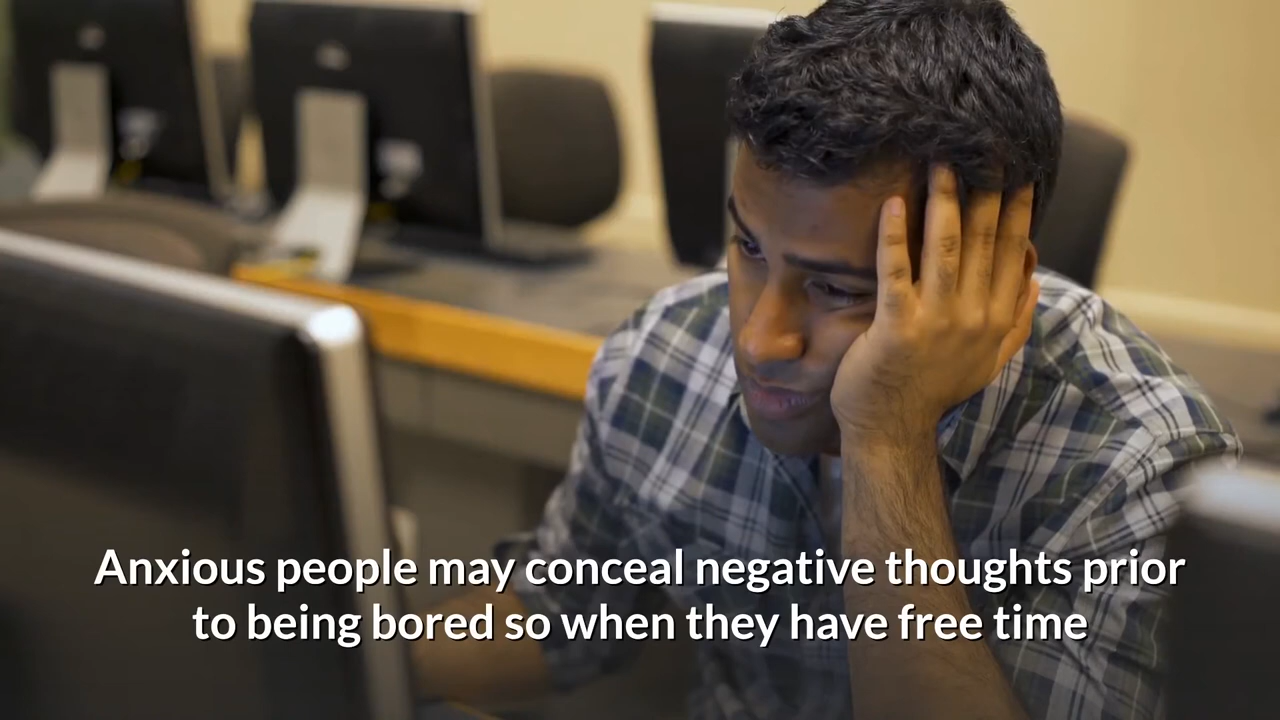 Anxious people may conceal negative thoughts prior
to being bored so when they have free time